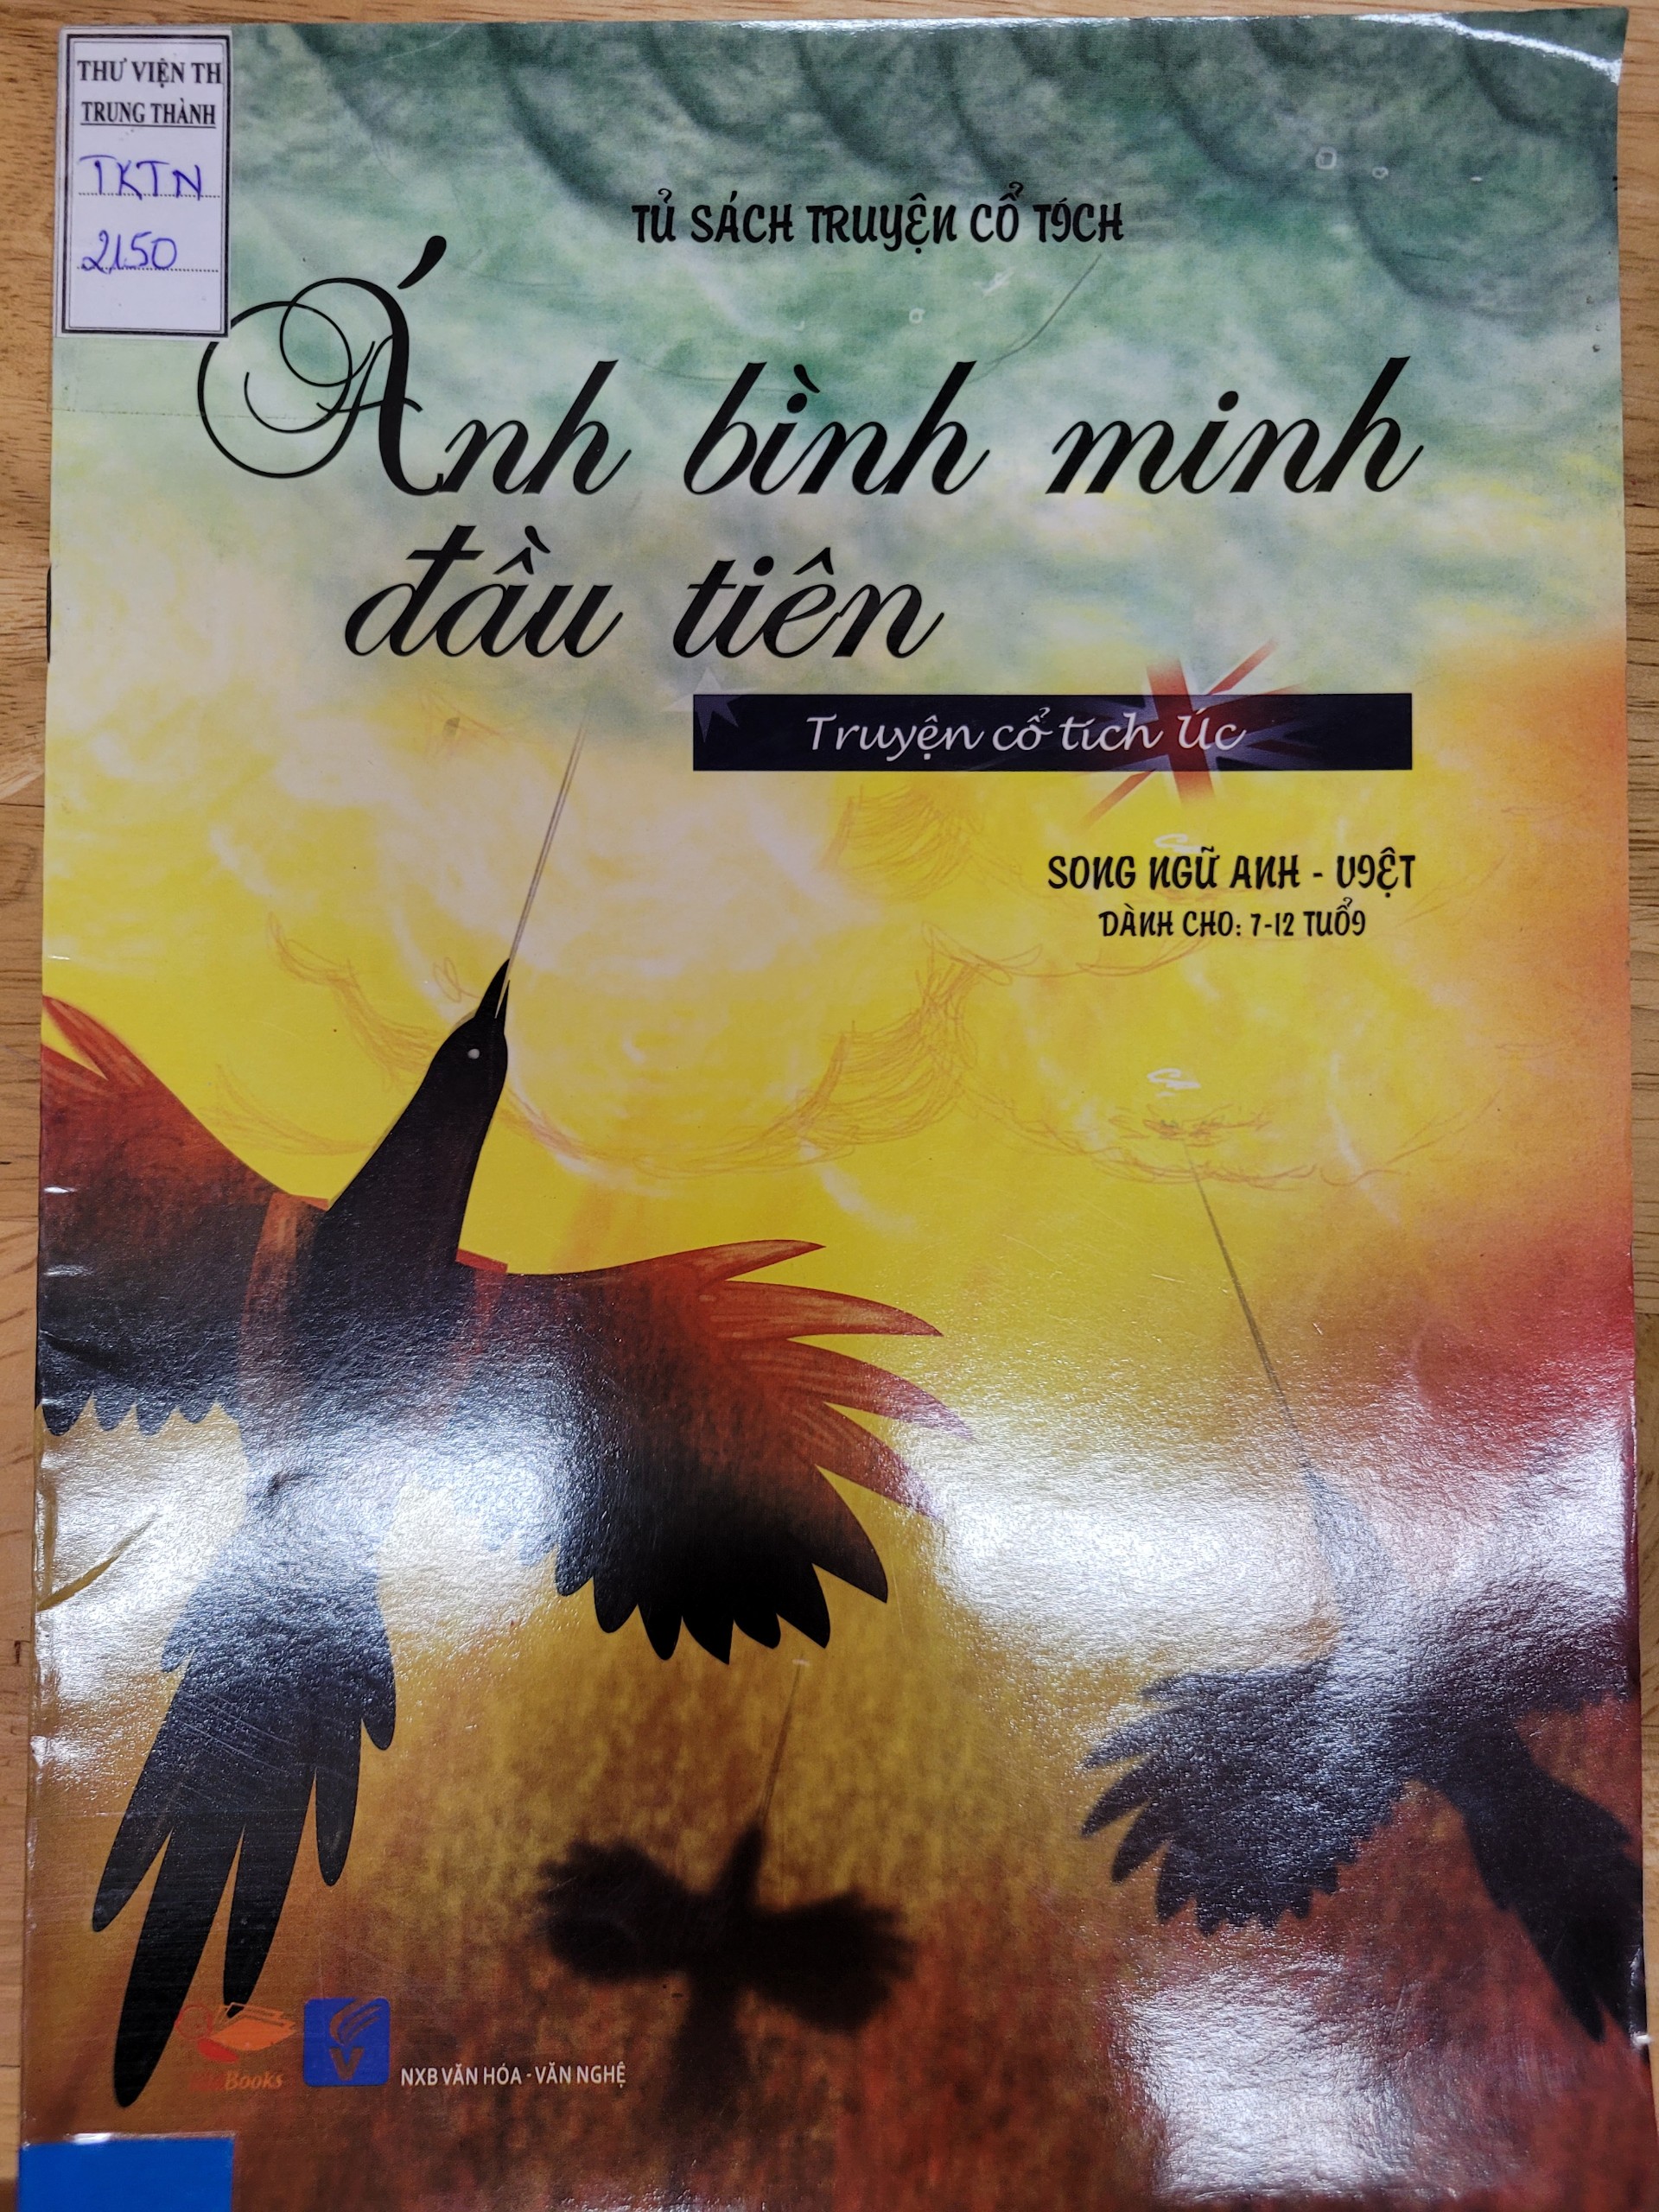 THƯ VIỆN TH
TRUNG THÀNH
TKTN
2150
TỦ SÁCH TRUYỆN CỔ TÍCH
Ánh bình minh
đầu tiên
Truyện cổ tích Úc
SONG NGỮ ANH - VIỆT
DÀNH CHO: 7-12 TUỔI
Books
NXB VĂN HÓA - VĂN NGHỆ